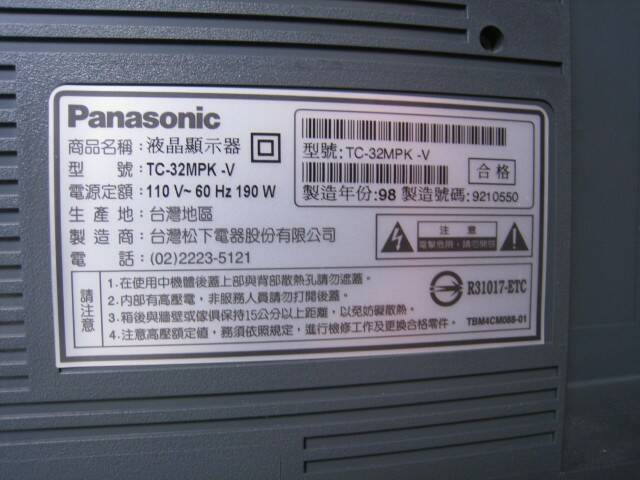 Panasonic
商品名稱：液晶顯示器
型　　號：TC-32MPK -V
電源定額：110 V~ 60 Hz 190 W
生 產 地：台灣地區
製 造 商：台灣松下電器股份有限公司
電　　話：(02)2223-5121
型號：TC-32MPK -V
製造年份：98 製造號碼：9210550
合格
注意
電擊危險，請勿開啓
請注意
1.在使用中機體後蓋上部與背部散熱孔請勿遮蓋。
2.內部有高壓電，非服務人員請勿打開後蓋。
3.箱後與牆壁或傢俱保持15公分以上距離，以免妨礙散熱。
4.注意高壓額定值，務須依照規定，進行檢修工作及更換合格零件。
R31017-ETC
TBM4CM088-01